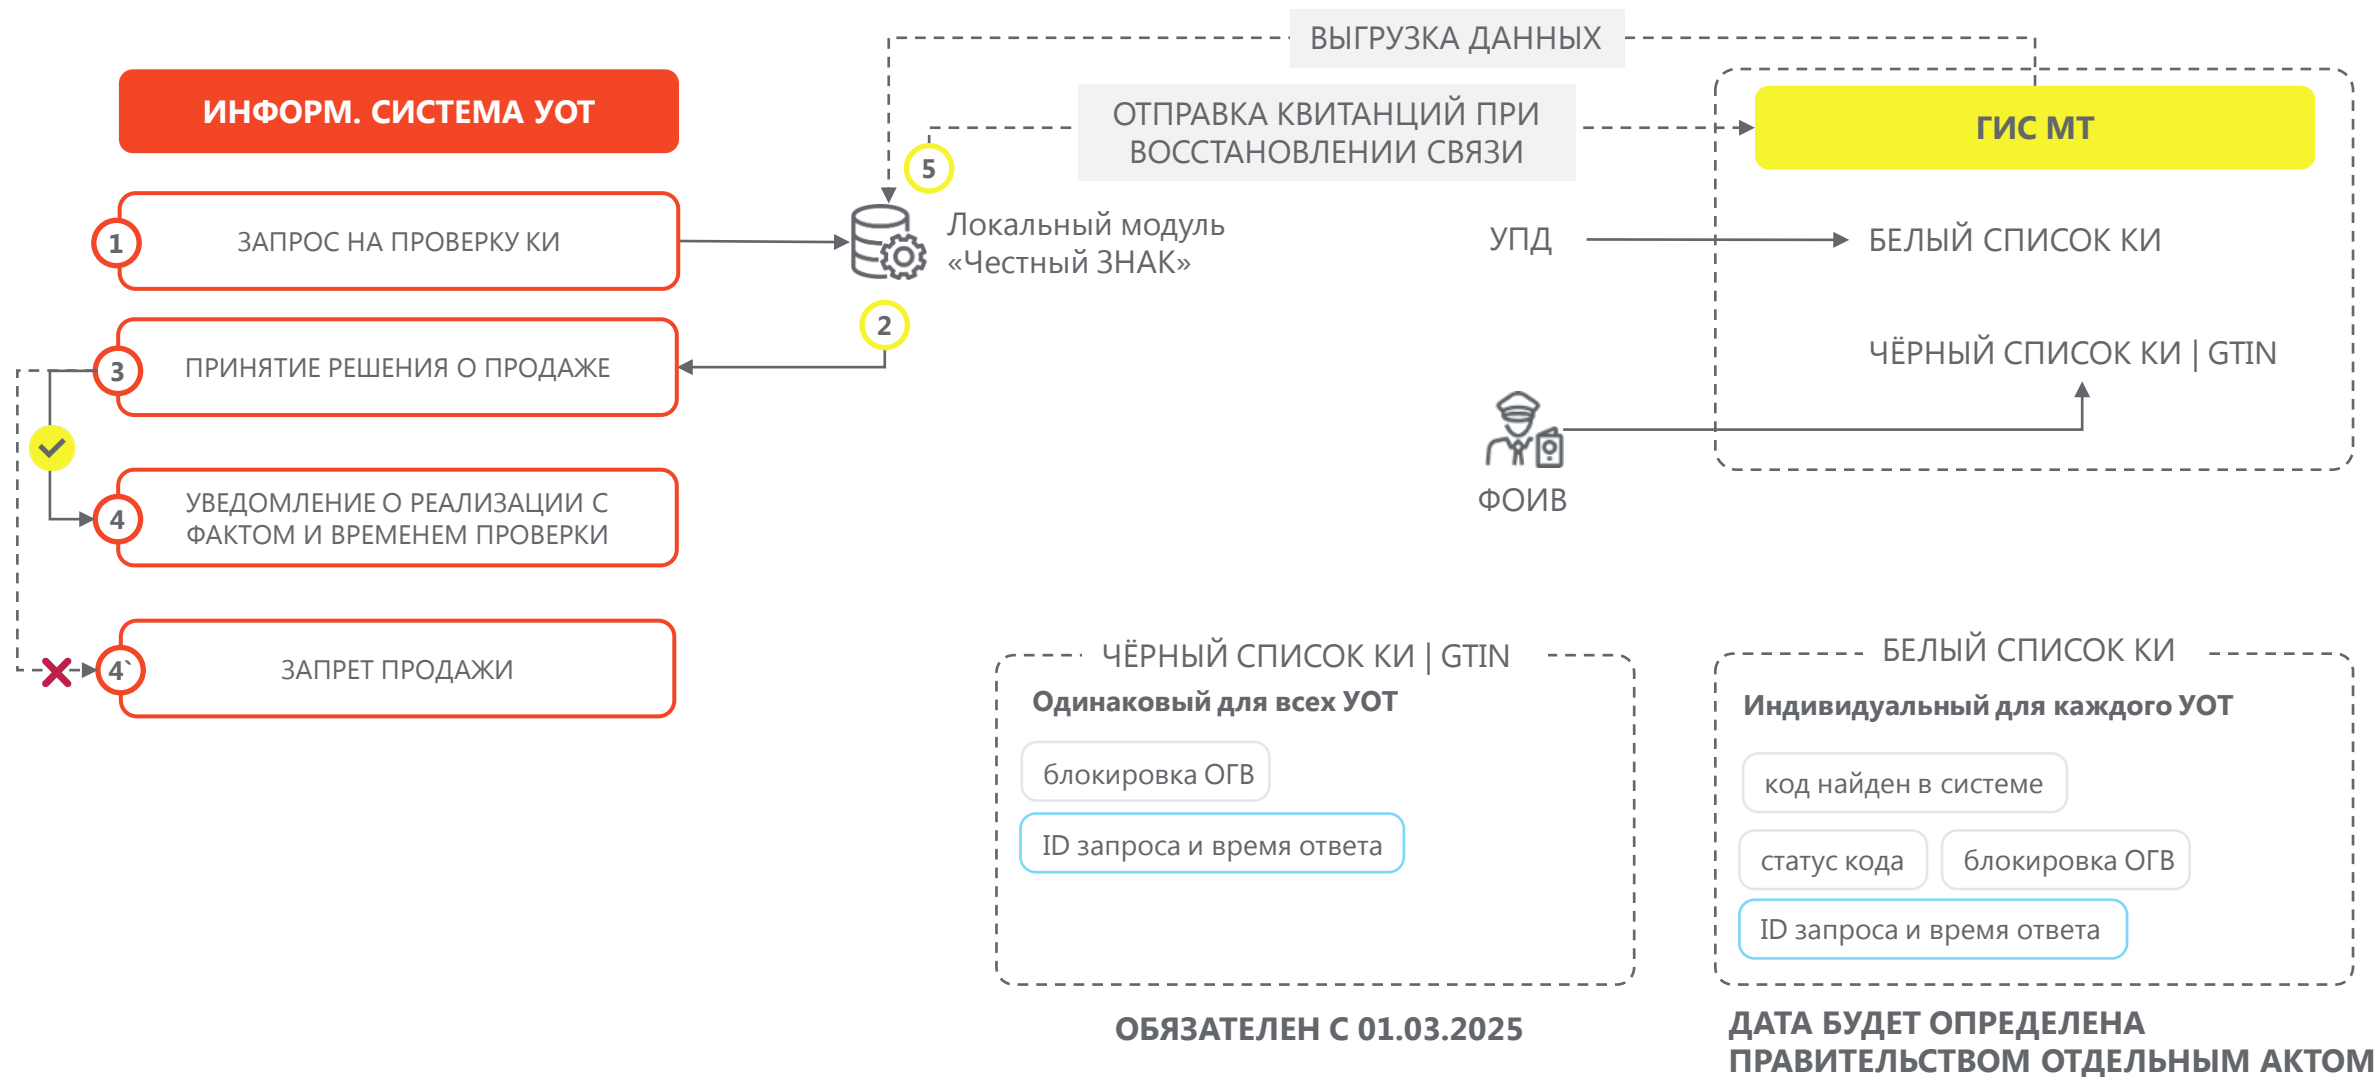 ВЫГРУЗКА ДАННЫХ
ИНФОРМ. СИСТЕМА УОТ
ОТПРАВКА КВИТАНЦИЙ ПРИ
ВОССТАНОВЛЕНИИ СВЯЗИ
ГИС МТ
5
1
ЗАПРОС НА ПРОВЕРКУ КИ
Локальный модуль
«Честный ЗНАК»
УПД
БЕЛЫЙ СПИСОК КИ
2
3
ПРИНЯТИЕ РЕШЕНИЯ О ПРОДАЖЕ
ЧЁРНЫЙ СПИСОК КИ | GTIN
ФОИВ
4
УВЕДОМЛЕНИЕ О РЕАЛИЗАЦИИ С
ФАКТОМ И ВРЕМЕНЕМ ПРОВЕРКИ
4`
ЗАПРЕТ ПРОДАЖИ
ЧЁРНЫЙ СПИСОК КИ | GTIN
Одинаковый для всех УОТ
блокировка ОГВ
ID запроса и время ответа
ОБЯЗАТЕЛЕН С 01.03.2025
БЕЛЫЙ СПИСОК КИ
Индивидуальный для каждого УОТ
код найден в системе
статус кода
блокировка ОГВ
ID запроса и время ответа
ДАТА БУДЕТ ОПРЕДЕЛЕНА
ПРАВИТЕЛЬСТВОМ ОТДЕЛЬНЫМ АКТОМ